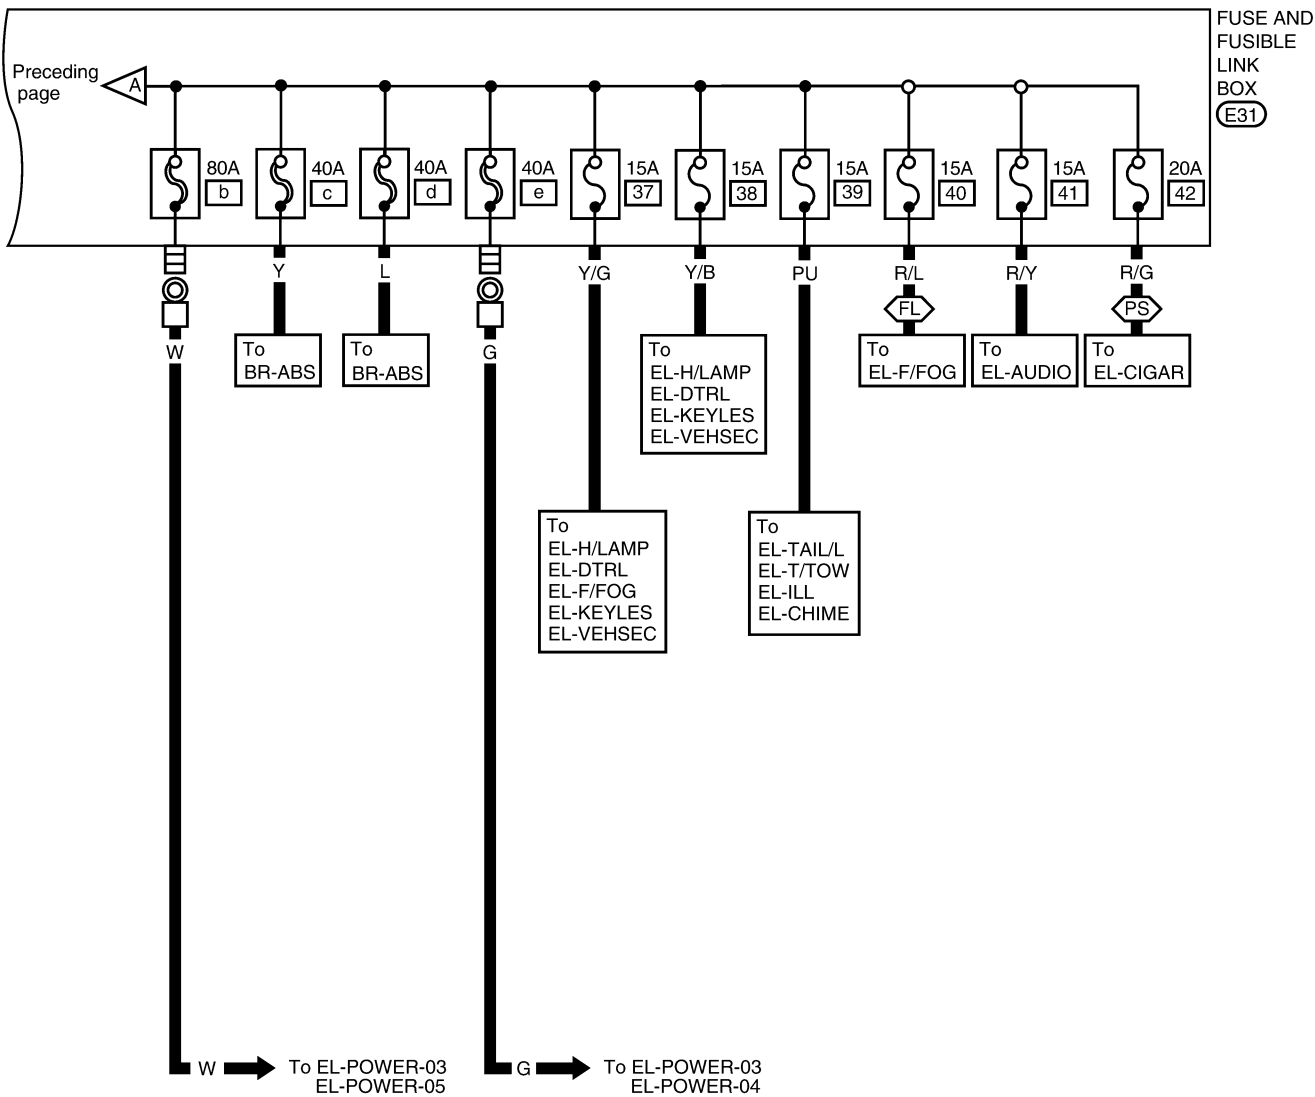 FUSE AND
FUSIBLE
LINK
BOX
E31
Preceding
page
A
80A
b
40A
c
40A
d
40A
e
15A
37
15A
38
15A
39
15A
40
15A
41
20A
42
Y
L
Y/G
Y/B
PU
R/L
R/Y
R/G
FL
PS
W
G
To
BR-ABS
To
BR-ABS
To
EL-H/LAMP
EL-DTRL
EL-KEYLES
EL-VEHSEC
To
EL-F/FOG
To
EL-AUDIO
To
EL-CIGAR
To
EL-H/LAMP
EL-DTRL
EL-F/FOG
EL-KEYLES
EL-VEHSEC
To
EL-TAIL/L
EL-T/TOW
EL-ILL
EL-CHIME
W
To EL-POWER-03
EL-POWER-05
G
To EL-POWER-03
EL-POWER-04